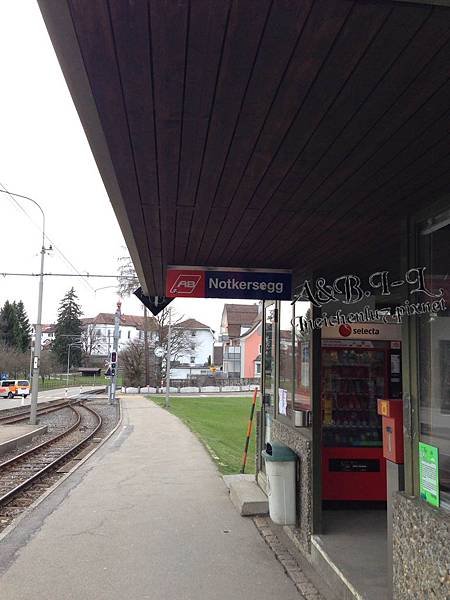 AB Notkersegg
A&B.I-L
meichenlu.pixnet
selecta